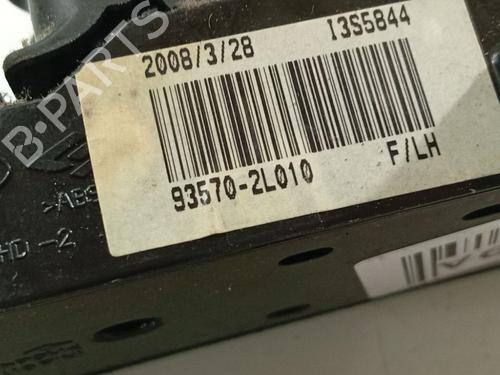 B-PARTS
2008/3/28 I3S5844
93570-2L010 F/LH
>ABS
HD -2